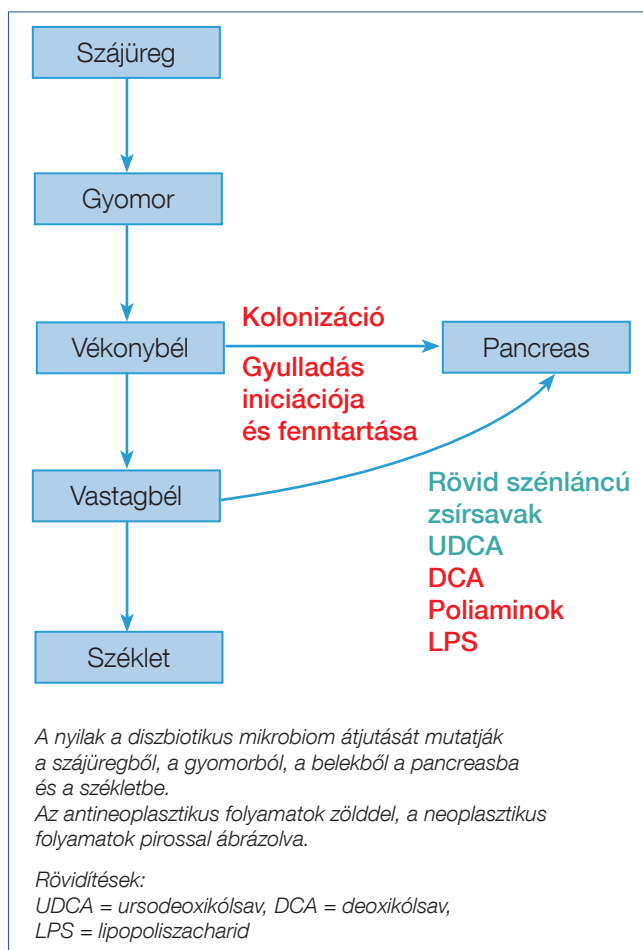 Szájüreg
Gyomor
Kolonizáció
Vékonybél
Pancreas
Gyulladás
iniciációja
és fenntartása
Vastagbél
Rövid szénláncú
zsírsavak
UDCA
DCA
Poliaminok
LPS
Széklet
A nyilak a diszbiotikus mikrobiom átjutását mutatják
a szájüregből, a gyomorból, a belekből a pancreasba
és a székletbe.
Az antineoplasztikus folyamatok zölddel, a neoplasztikus
folyamatok pirossal ábrázolva.
Rövidítések:
UDCA = ursodeoxikólsav, DCA = deoxikólsav,
LPS = lipopoliszacharid